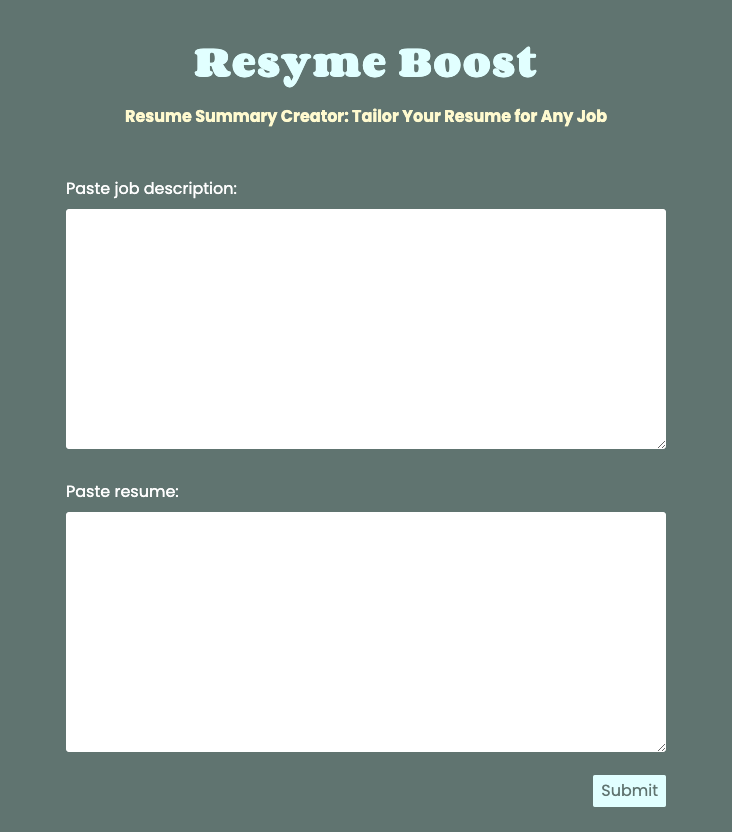 Resyme Boost
Resume Summary Creator: Tailor Your Resume for Any Job
Paste job description:
Paste resume:
Submit